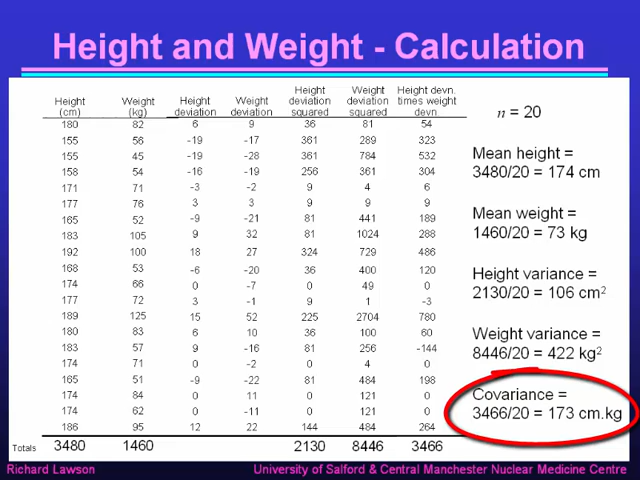 Height and Weight - Calculation
Height (cm) Weight (kg) Height deviation Weight deviation Height deviation squared Weight deviation squared Height devn. times weight devn.
180 82 6 9 36 81 54
155 56 -19 -17 361 289 323
155 45 -19 -28 361 784 532
158 54 -16 -19 256 361 304
171 71 -3 -2 9 4 6
177 76 3 3 9 9 9
165 52 -9 -21 81 441 189
183 105 9 32 81 1024 288
192 100 18 27 324 729 486
168 53 -6 -20 36 400 120
174 66 0 -7 0 49 0
177 72 3 -1 9 1 -3
189 125 15 52 225 2704 780
180 83 6 10 36 100 60
183 57 9 -16 81 256 -144
174 71 0 -2 0 4 0
165 51 -9 -22 81 484 198
174 84 0 11 0 121 0
174 62 0 -11 0 121 0
186 95 12 22 144 484 264
Totals 3480 1460 2130 8446 3466
n = 20
Mean height =
3480/20 = 174 cm
Mean weight =
1460/20 = 73 kg
Height variance =
2130/20 = 106 cm²
Weight variance =
8446/20 = 422 kg²
Covariance =
3466/20 = 173 cm.kg
Richard Lawson University of Salford & Central Manchester Nuclear Medicine Centre